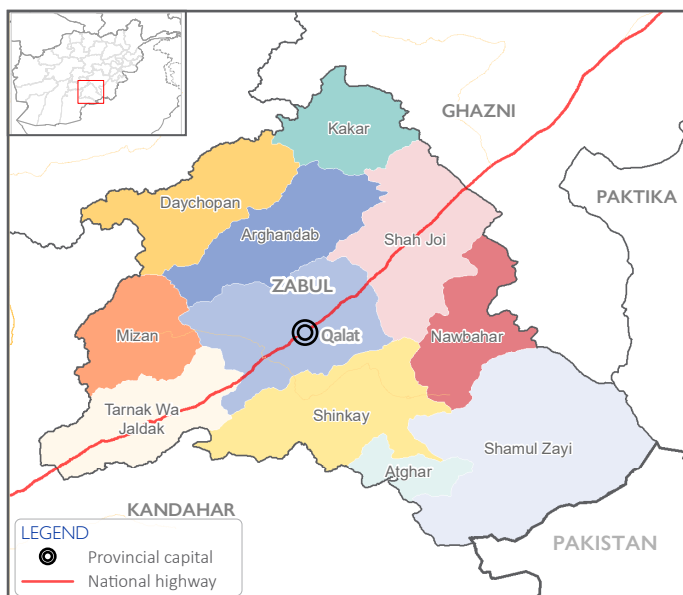 Kakar
GHAZNI
Daychopan
PAKTIKA
Arghandab
Shah Joi
ZABUL
Mizan
Qalat
Nawbahar
Tarnak Wa
Jaldak
Shinkay
Shamul Zayi
Atghar
KANDAHAR
LEGEND
Provincial capital
National highway
PAKISTAN